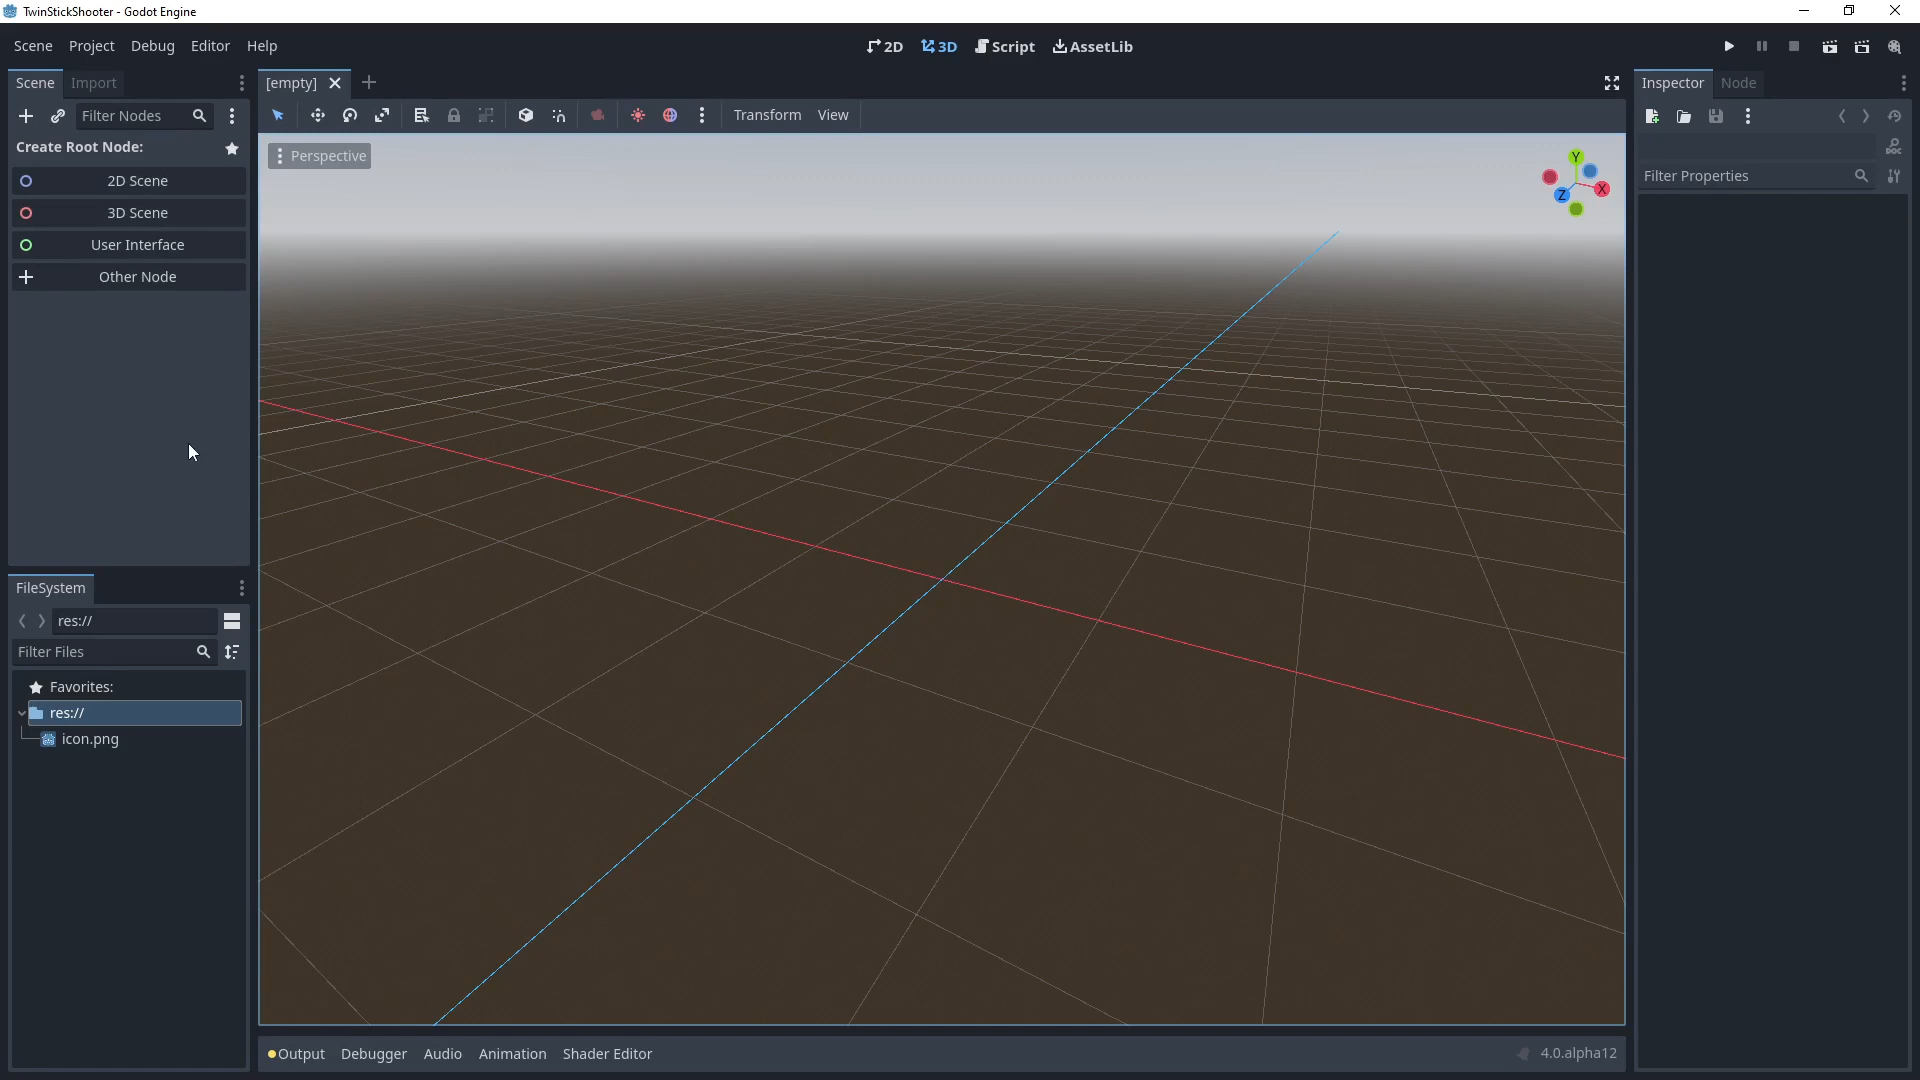 TwinStickShooter - Godot Engine
Scene Project Debug Editor Help
2D 3D Script AssetLib
Scene Import
[empty]
Inspector Node
Filter Nodes
Transform View
Create Root Node:
Perspective
Y
X
Z
DOC
Filter Properties
2D Scene
3D Scene
User Interface
Other Node
FileSystem
res://
Filter Files
Favorites:
res://
icon.png
Output Debugger Audio Animation Shader Editor
4.0.alpha12